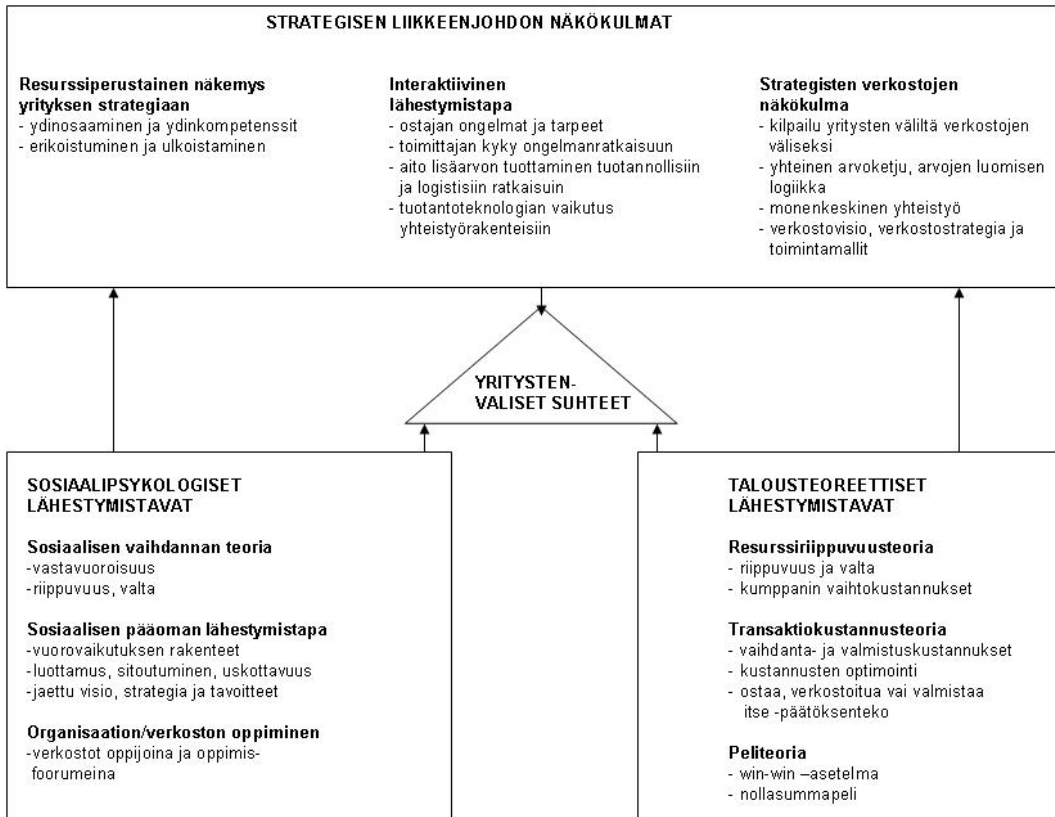 STRATEGISEN LIIKKEENJOHDON NÄKÖKULMAT
Resurssiperustainen näkemys
yrityksen strategiaan
- ydinosaaminen ja ydinkompetenssit
- erikoistuminen ja ulkoistaminen
Interaktiivinen
lähestymistapa
- ostajan ongelmat ja tarpeet
- toimittajan kyky ongelmanratkaisuun
- aito lisäarvon tuottaminen tuotannollisiin
ja logistisiin ratkaisuin
- tuotantoteknologian vaikutus
yhteistyörakenteisiin
Strategisten verkostojen
näkökulma
- kilpailu yritysten väliltä verkostojen
väliseksi
- yhteinen arvoketju, arvojen luomisen
logiikka
- monenkeskinen yhteistyö
- verkostovisio, verkostostrategia ja
toimintamallit
YRITYSTEN-
VALISET SUHTEET
SOSIAALIPSYKOLOGISET
LÄHESTYMISTAVAT
Sosiaalisen vaihdannan teoria
-vastavuoroisuus
-riippuvuus, valta
Sosiaalisen pääoman lähestymistapa
-vuorovaikutuksen rakenteet
-luottamus, sitoutuminen, uskottavuus
-jaettu visio, strategia ja tavoitteet
Organisaation/verkoston oppiminen
-verkostot oppijoina ja oppimis-
foorumeina
TALOUSTEOREETTISET
LÄHESTYMISTAVAT
Resurssiriippuvuusteoria
- riippuvuus ja valta
- kumppanin vaihtokustannukset
Transaktiokustannusteoria
- vaihdanta- ja valmistuskustannukset
- kustannusten optimointi
- ostaa, verkostoitua vai valmistaa
itse -päätöksenteko
Peliteoria
- win-win –asetelma
- nollasummapeli